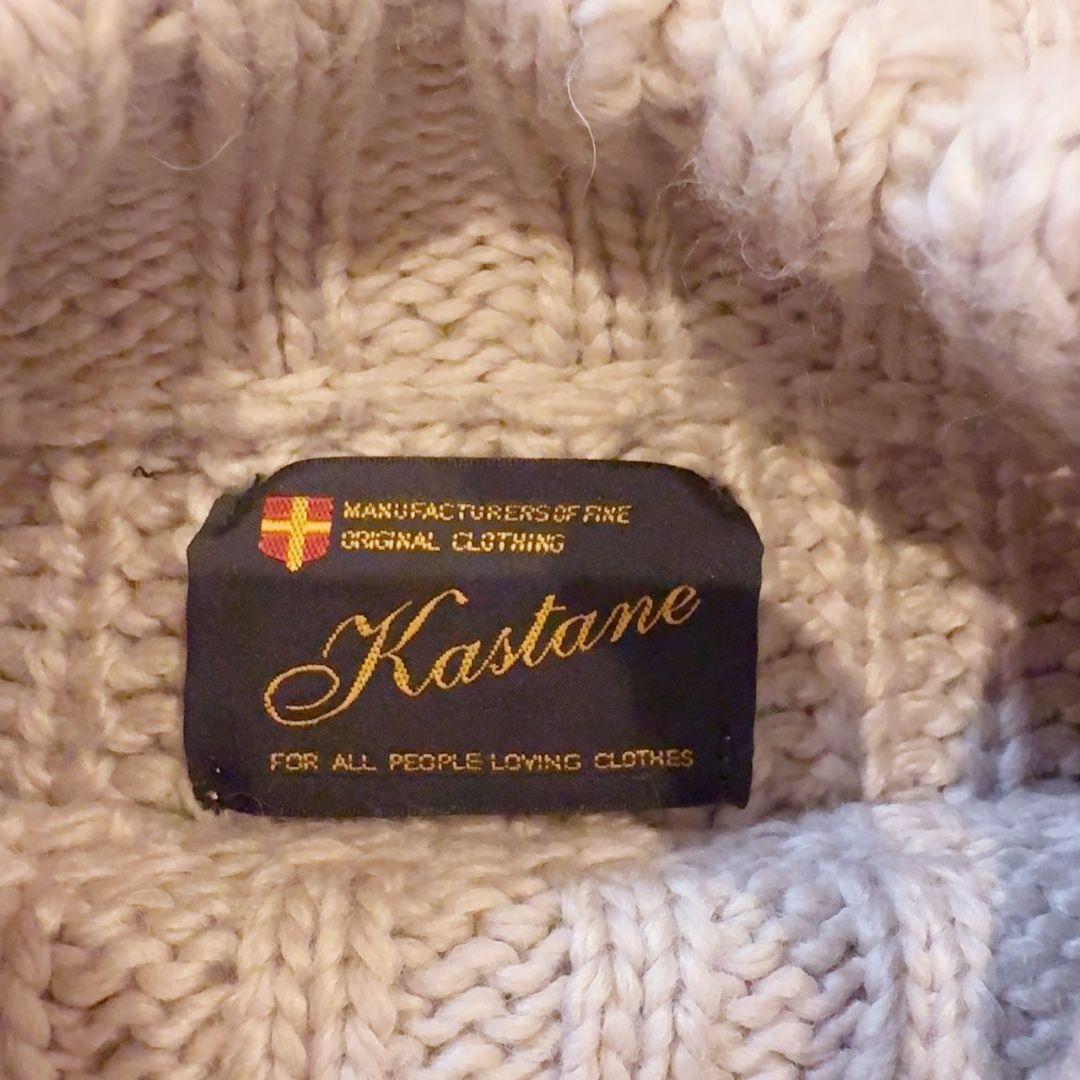 MANUFACTURERS OF FINE
ORIGINAL CLOTHING
Kastane
FOR ALL PEOPLE LOVING CLOTHES